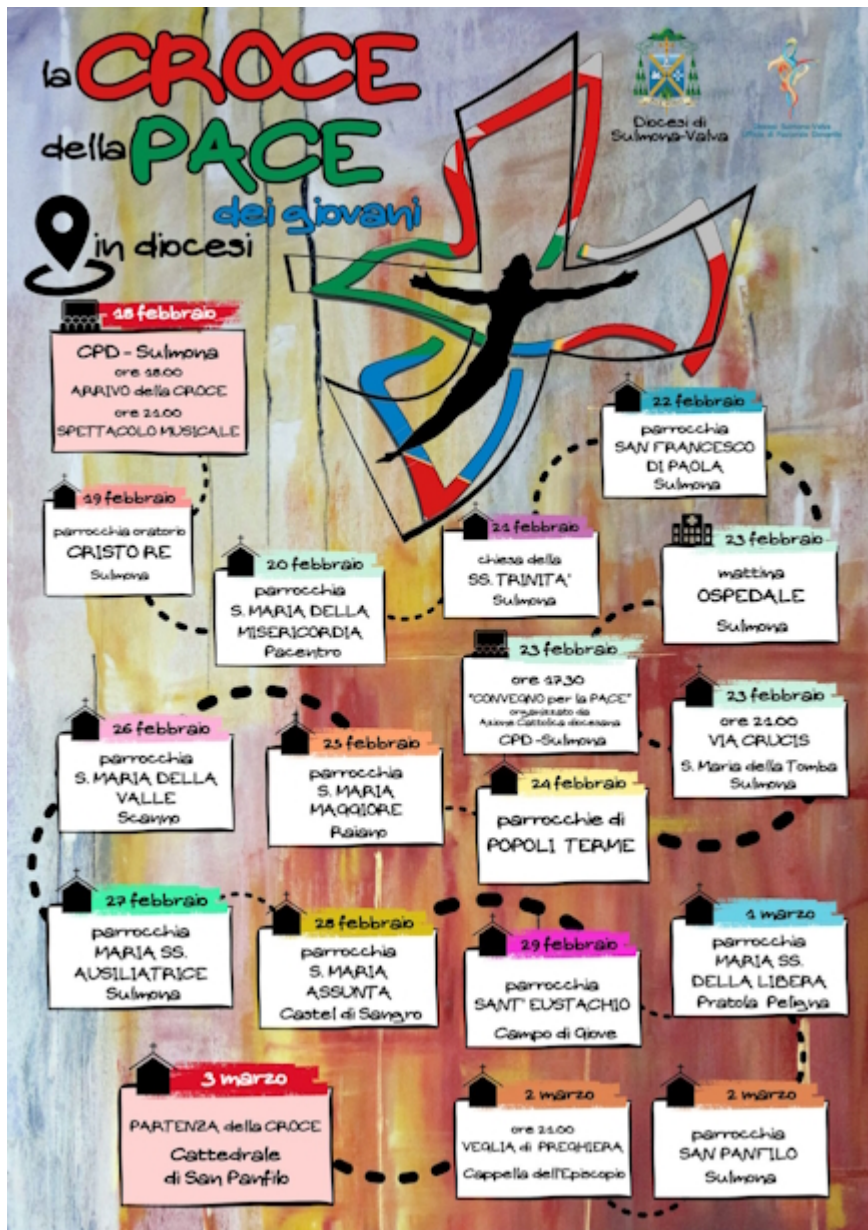 la CROCE
della PACE
dei giovani
in diocesi
Diocesi di
Sulmona-Valva
Diocesi Sulmona-Valva
18 febbraio
CPD - Sulmona
ore 18.00
ARRIVO della CROCE
ore 21.00
SPETTACOLO MUSICALE
19 febbraio
parrocchia oratorio
CRISTO RE
Sulmona
20 febbraio
parrocchia
S. MARIA DELLA
MISERICORDIA
Pacentro
21 febbraio
chiesa della
SS. TRINITA'
Sulmona
22 febbraio
parrocchia
SAN FRANCESCO
DI PAOLA
Sulmona
23 febbraio
mattina
OSPEDALE
Sulmona
23 febbraio
ore 17.30
"CONVEGNO per la PACE"
organizzato da
Azione Cattolica diocesana
CPD -Sulmona
23 febbraio
ore 21.00
VIA CRUCIS
S. Maria della Tomba
Sulmona
24 febbraio
parrocchie di
POPOLI TERME
25 febbraio
parrocchia
S. MARIA
MAGGIORE
Raiano
26 febbraio
parrocchia
S. MARIA DELLA
VALLE
Scanno
27 febbraio
parrocchia
MARIA SS.
AUSILIATRICE
Sulmona
28 febbraio
parrocchia
S. MARIA
ASSUNTA
Castel di Sangro
29 febbraio
parrocchia
SANT' EUSTACHIO
Campo di Giove
1 marzo
parrocchia
MARIA SS.
DELLA LIBERA
Pratola Peligna
2 marzo
parrocchia
SAN PANFILO
Sulmona
2 marzo
ore 21.00
VEGLIA di PREGHIERA
Cappella dell'Episcopio
3 marzo
PARTENZA della CROCE
Cattedrale
di San Panfilo